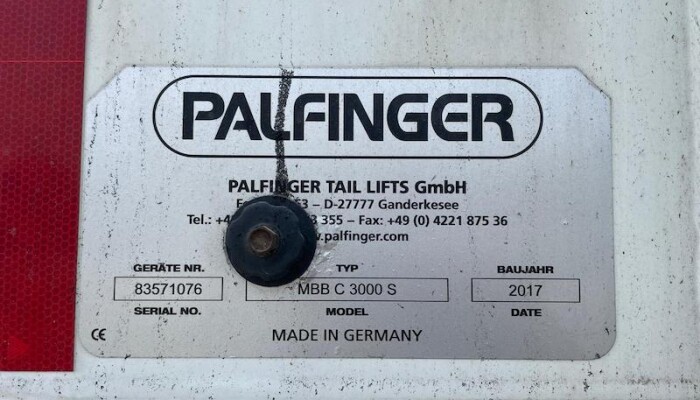 PALFINGER
PALFINGER TAIL LIFTS GmbH
– D-27777 Ganderkesee
Tel.: 355 – Fax: +49 (0) 4221 875 36
.palfinger.com
GERÄTE NR. TYP BAUJAHR
83571076 MBB C 3000 S 2017
SERIAL NO. MODEL DATE
CE MADE IN GERMANY